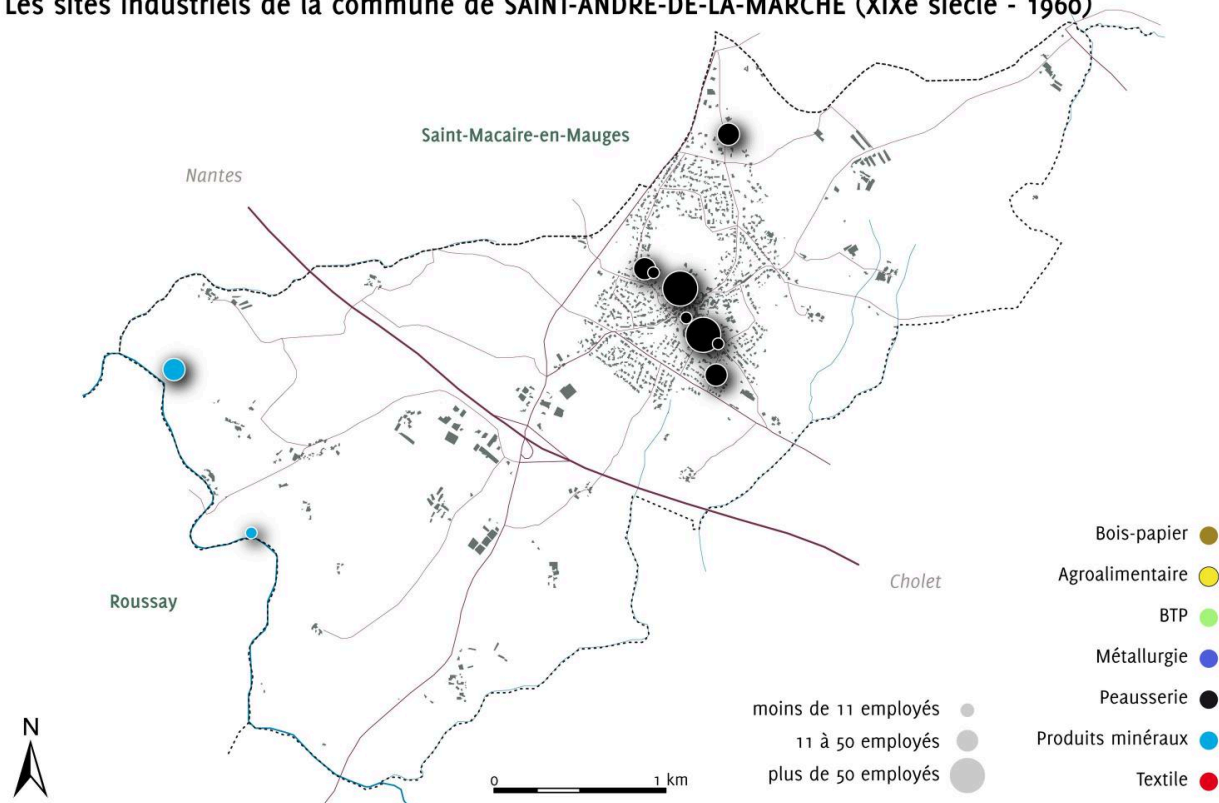 Les sites industriels de la commune de SAINT-ANDRÉ-DE-LA-MARCHE (XIXe siècle - 1960)
Saint-Macaire-en-Mauges
Nantes
Cholet
Roussay
Bois-papier
Agroalimentaire
BTP
Métallurgie
Peausserie
Produits minéraux
Textile
moins de 11 employés
11 à 50 employés
plus de 50 employés
N
0 1 km